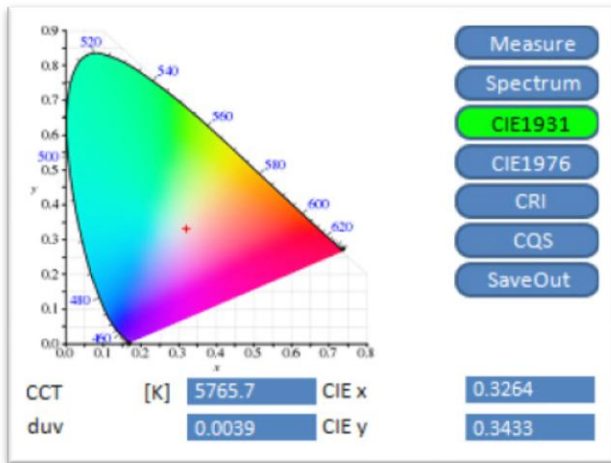 0.9
0.8
0.7
0.6
0.5
0.4
0.3
0.2
0.1
0.0
y
520
540
560
500
580
600
620
480
460
0.0 0.1 0.2 0.3 0.4 0.5 0.6 0.7 0.8
x
Measure
Spectrum
CIE1931
CIE1976
CRI
CQS
SaveOut
CCT [K] 5765.7 CIE x 0.3264
duv 0.0039 CIE y 0.3433